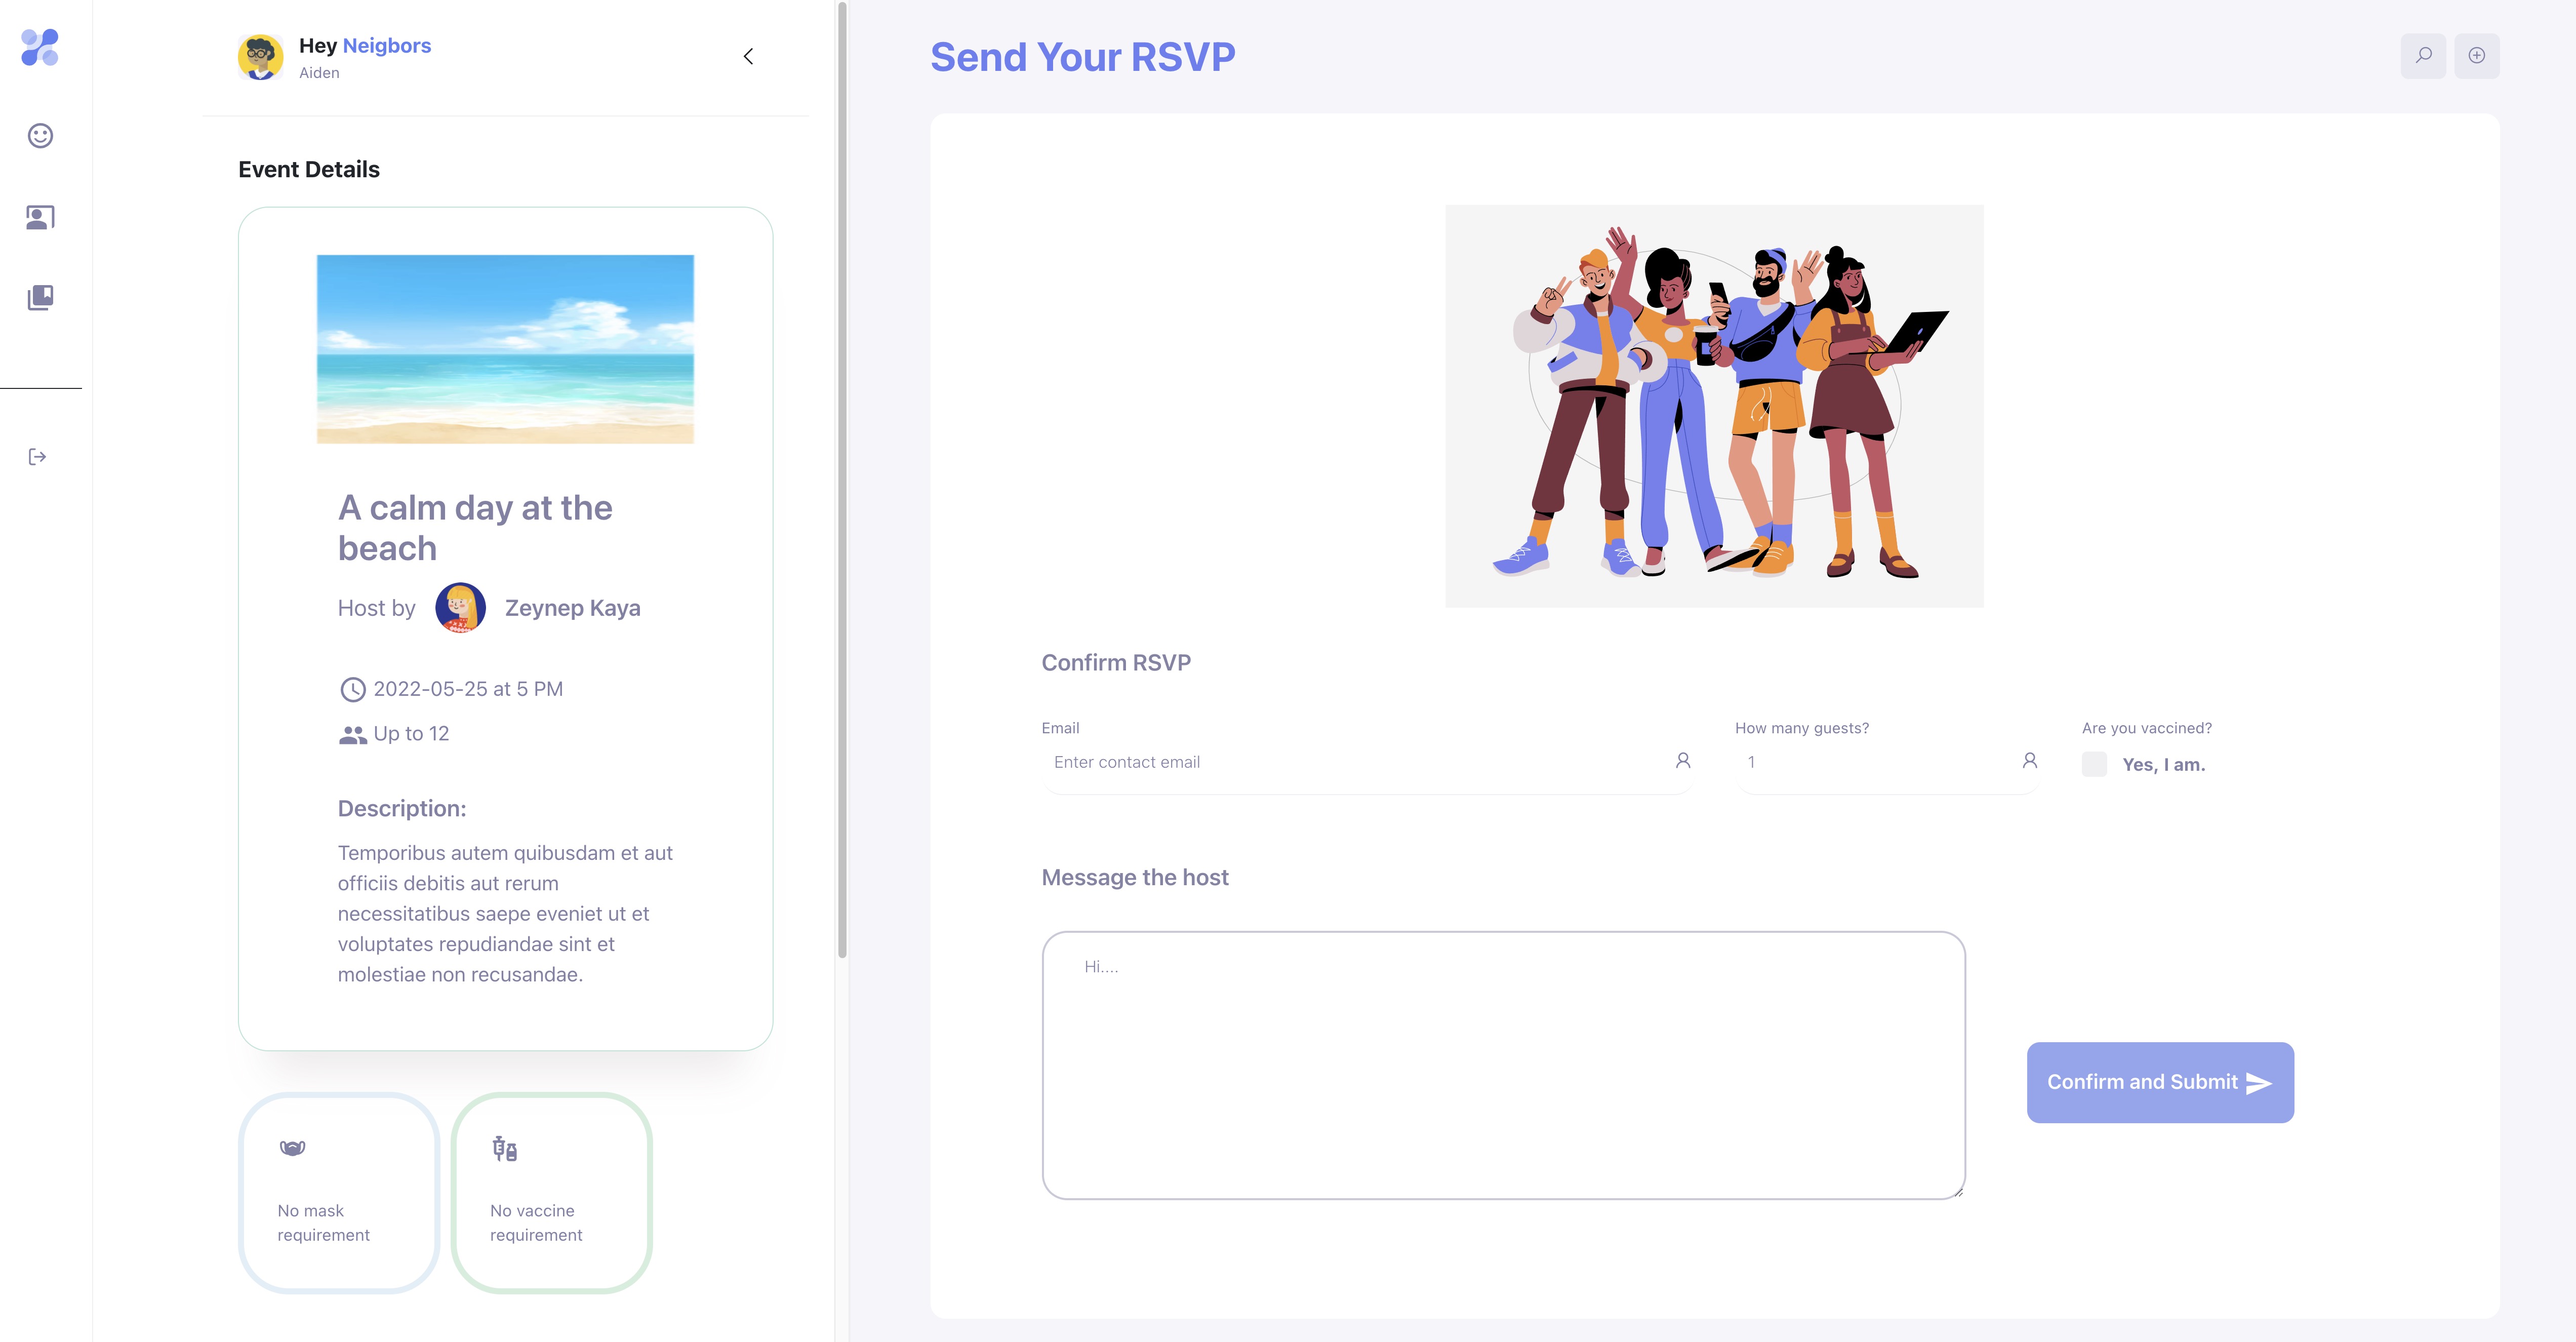 Hey Neigbors
Aiden
Event Details
A calm day at the
beach
Host by Zeynep Kaya
2022-05-25 at 5 PM
Up to 12
Description:
Temporibus autem quibusdam et aut
officiis debitis aut rerum
necessitatibus saepe eveniet ut et
voluptates repudiandae sint et
molestiae non recusandae.
No mask
requirement
No vaccine
requirement
Send Your RSVP
Confirm RSVP
Email
Enter contact email
How many guests?
1
Are you vaccined?
Yes, I am.
Message the host
Hi....
Confirm and Submit